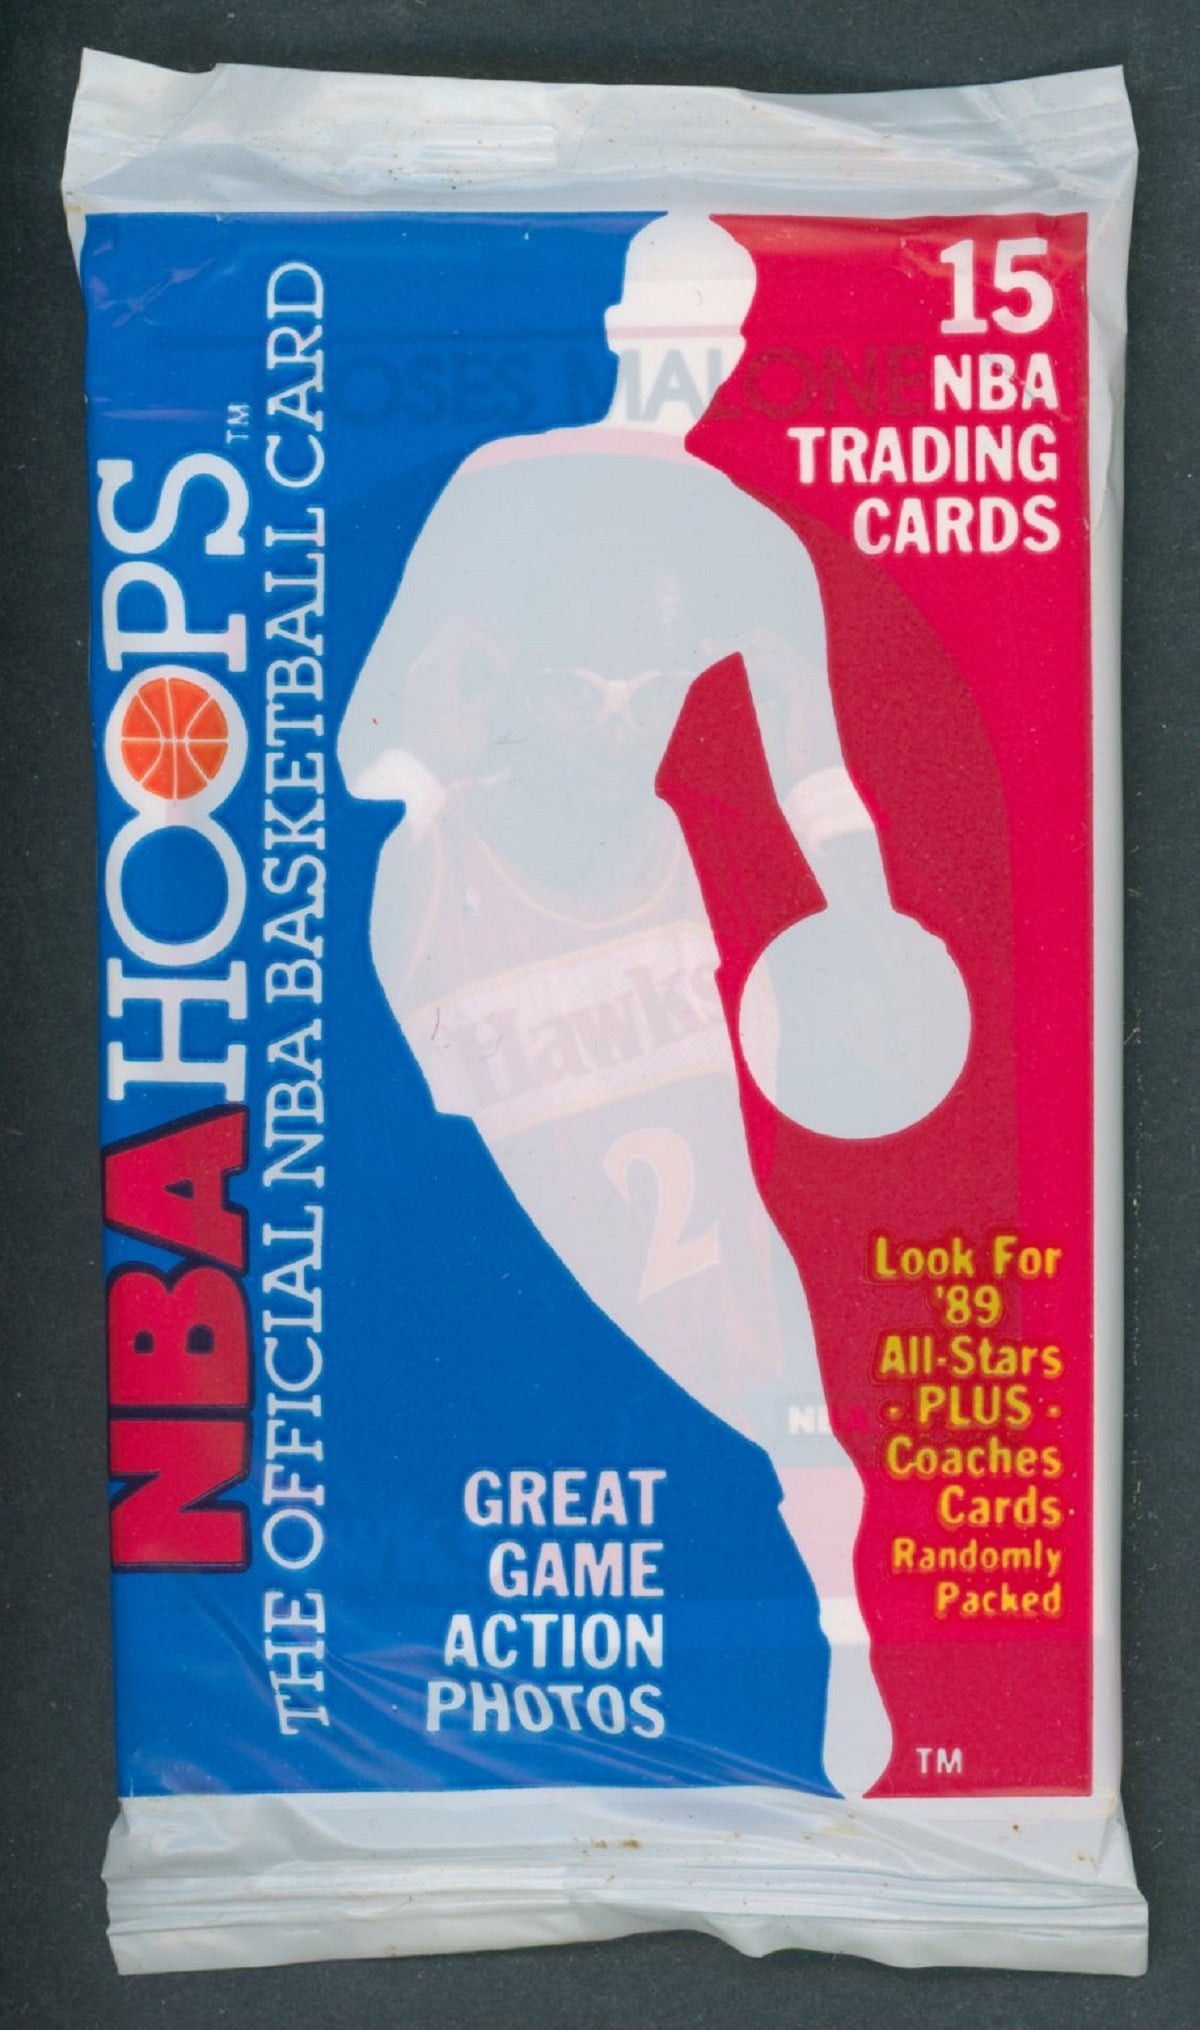 NBA HOOPS™
THE OFFICIAL NBA BASKETBALL CARD
15
NBA
TRADING
CARDS
OSES MALONE
Hawks
2
Look For
'89
All-Stars
· PLUS ·
Coaches
Cards
Randomly
Packed
GREAT
GAME
ACTION
PHOTOS
TM